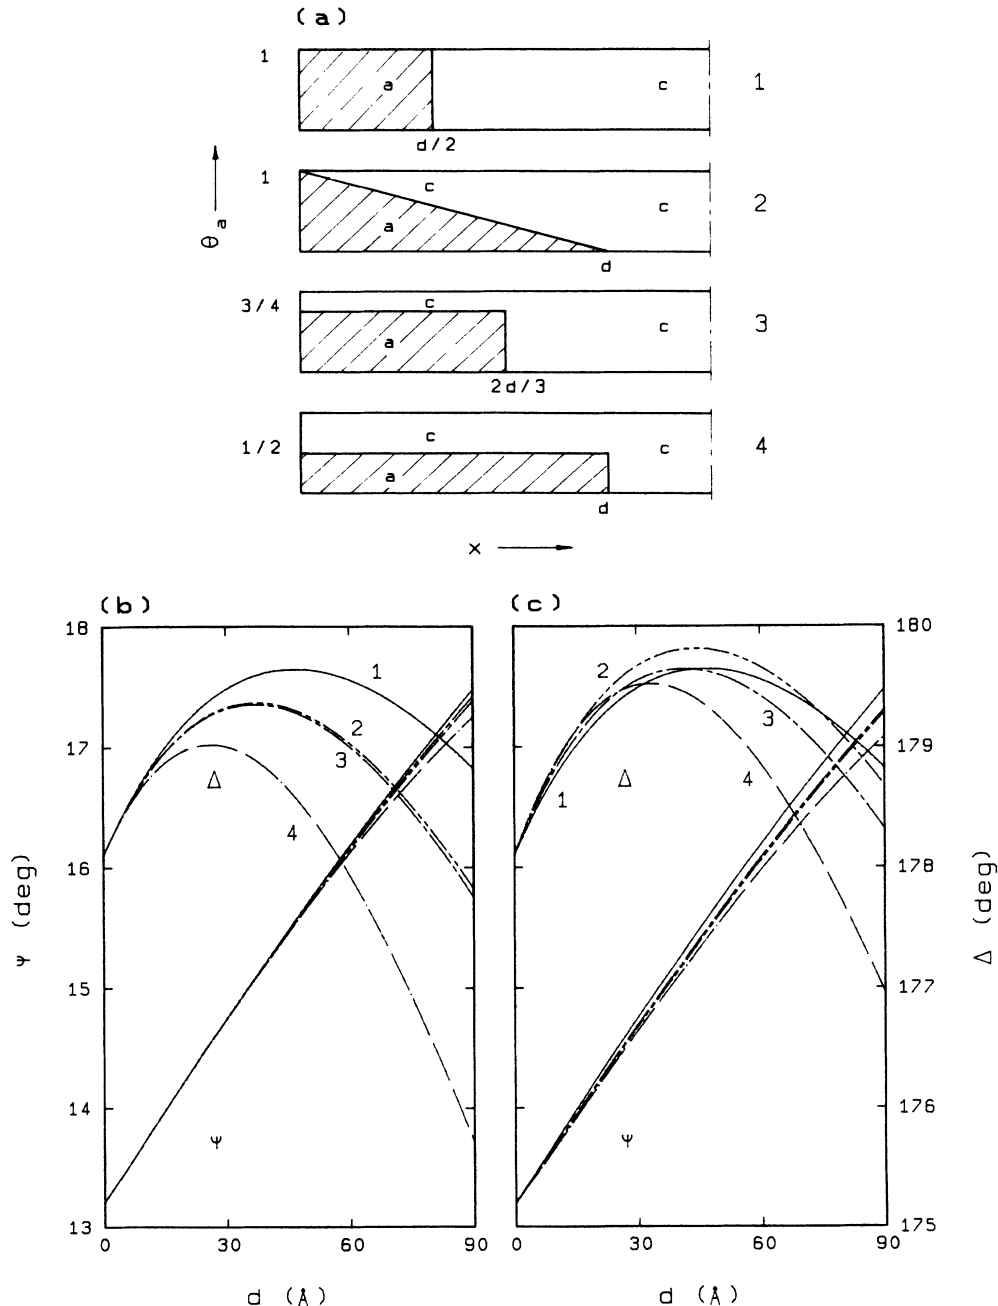 (a)
1 a c 1
d/2
1 c c 2
a
d
θa
3/4 c c 3
a
2d/3
1/2 c c 4
a
d
x
(b) (c)
18 180
1 2
17 2 3 179
3
Δ 4 Δ 4
1
16 178
ψ (deg) Δ (deg)
15 177
14 176
ψ ψ
13 175
0 30 60 90 0 30 60 90
d (Å) d (Å)